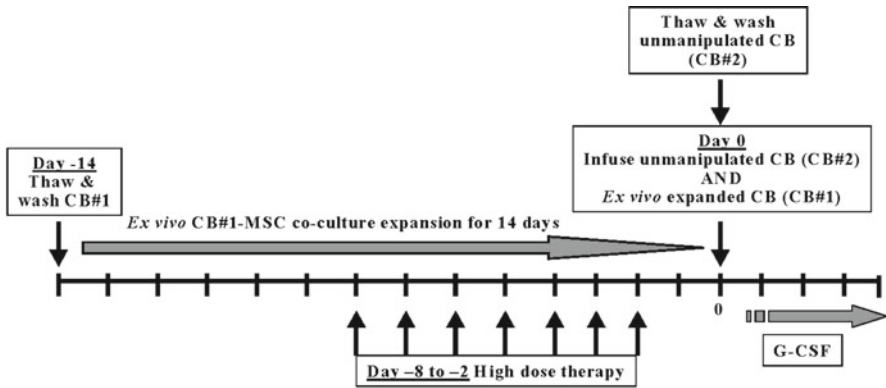 Thaw & wash
unmanipulated CB
(CB#2)
Day -14
Thaw &
wash CB#1
Day 0
Infuse unmanipulated CB (CB#2)
AND
Ex vivo expanded CB (CB#1)
Ex vivo CB#1-MSC co-culture expansion for 14 days
0
Day –8 to –2 High dose therapy
G-CSF